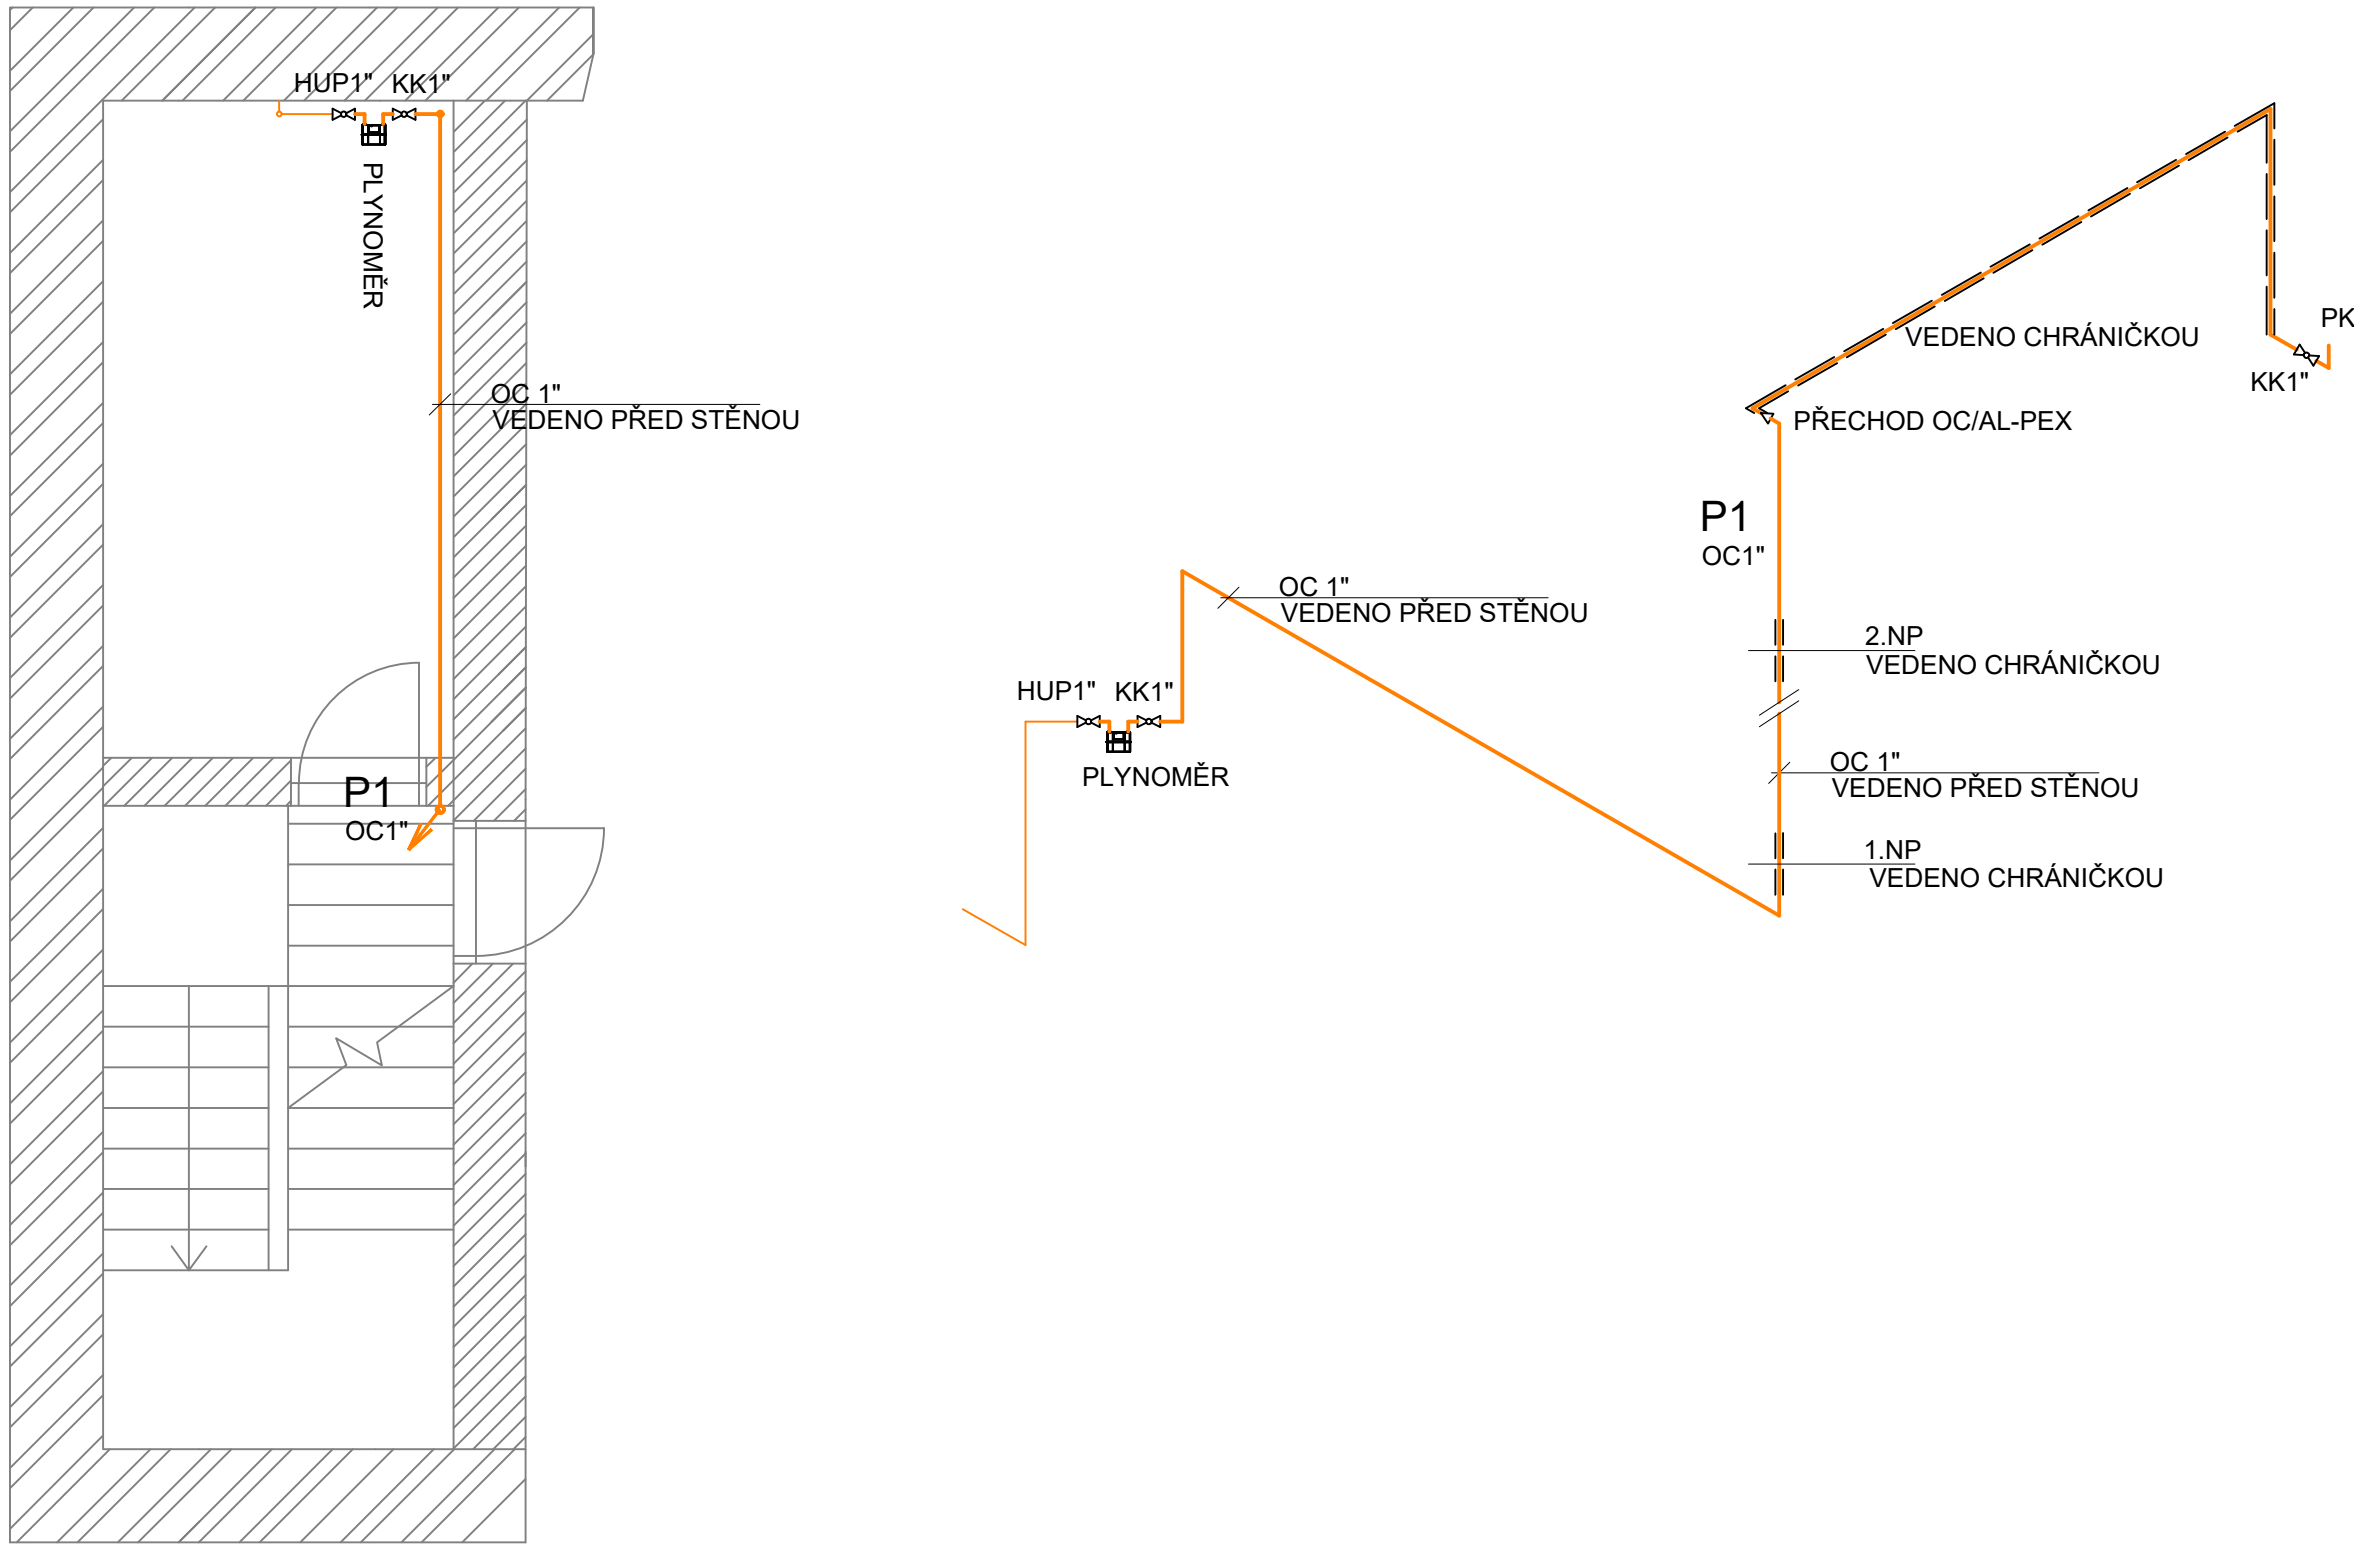 HUP1" KK1"
PLYNOMĚR
OC 1"
VEDENO PŘED STĚNOU
P1
OC1"
HUP1" KK1"
PLYNOMĚR
OC 1"
VEDENO PŘED STĚNOU
VEDENO CHRÁNIČKOU
PK
KK1"
PŘECHOD OC/AL-PEX
P1
OC1"
2.NP
VEDENO CHRÁNIČKOU
OC 1"
VEDENO PŘED STĚNOU
1.NP
VEDENO CHRÁNIČKOU